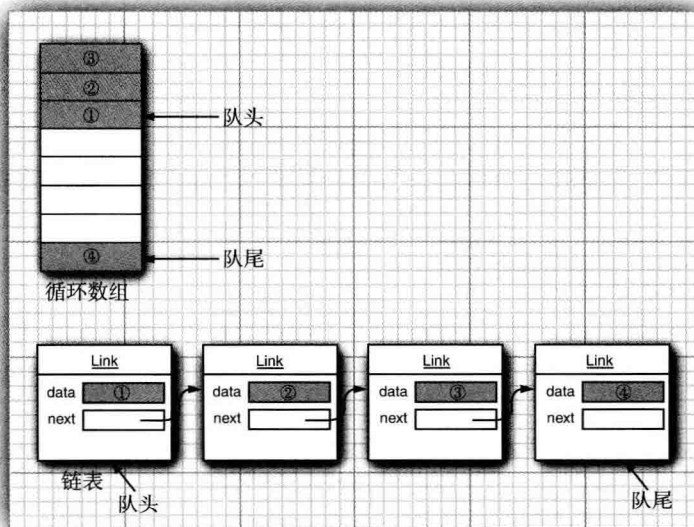 ③
②
①
队头
④
队尾
循环数组
Link
data ①
next
Link
data ②
next
Link
data ③
next
Link
data ④
next
链表
队头
队尾